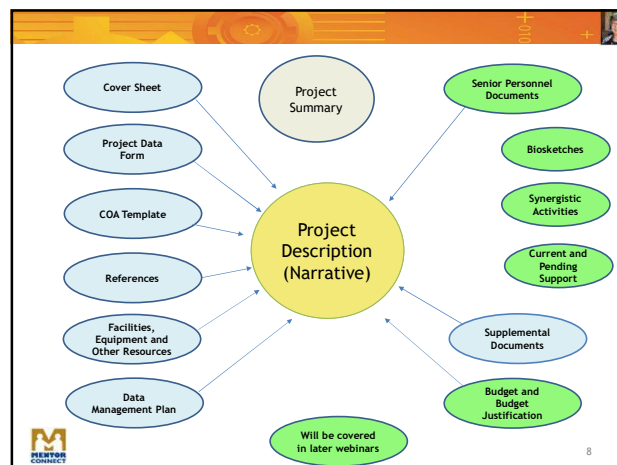 Cover Sheet
Project Data
Form
COA Template
References
Facilities,
Equipment and
Other Resources
Data
Management Plan
Project
Summary
Project
Description
(Narrative)
Will be covered
in later webinars
Senior Personnel
Documents
Biosketches
Synergistic
Activities
Current and
Pending
Support
Supplemental
Documents
Budget and
Budget
Justification
MENTOR
CONNECT
8
010